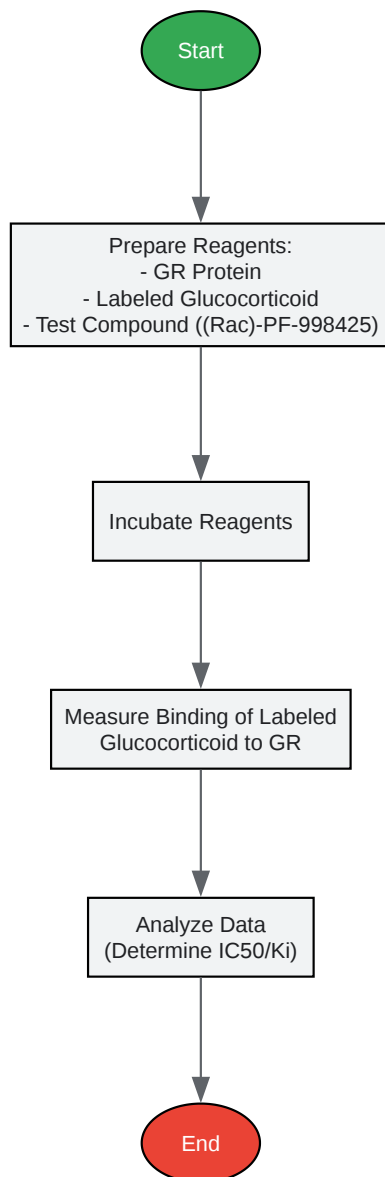 Start
Prepare Reagents:
- GR Protein
- Labeled Glucocorticoid
- Test Compound ((Rac)-PF-998425)
Incubate Reagents
Measure Binding of Labeled
Glucocorticoid to GR
Analyze Data
(Determine IC50/Ki)
End